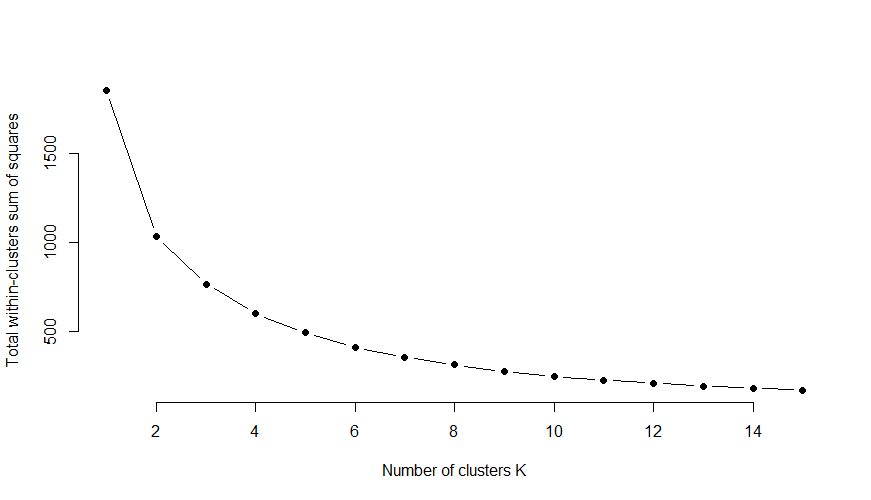 Total within-clusters sum of squares
1500
1000
500
2 4 6 8 10 12 14
Number of clusters K